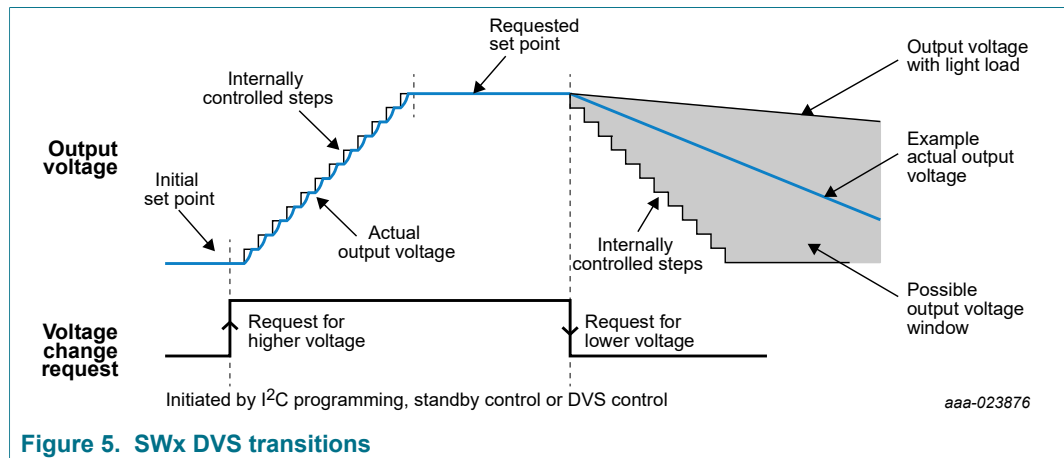 Requested
set point
Output voltage
with light load
Internally
controlled steps
Output
voltage
Example
actual output
voltage
Initial
set point
Actual
output voltage
Internally
controlled steps
Possible
output voltage
window
Voltage
change
request
Request for
higher voltage
Request for
lower voltage
Initiated by I2C programming, standby control or DVS control
aaa-023876
Figure 5. SWx DVS transitions